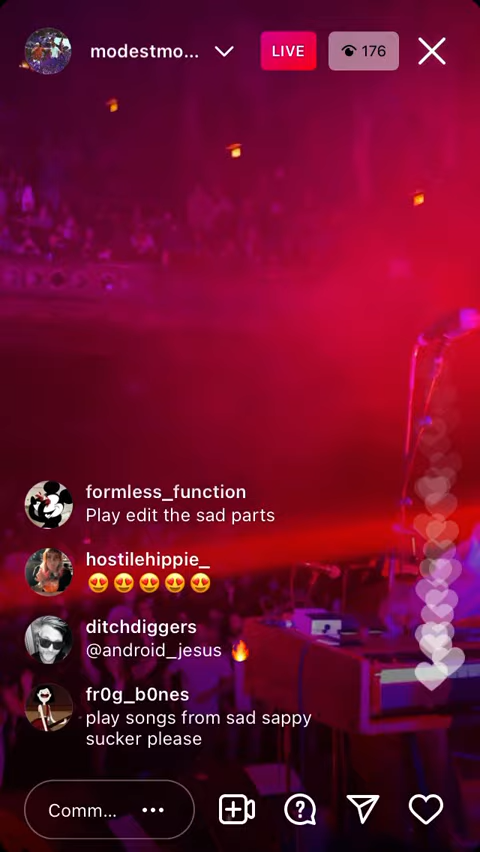 modestmo...
LIVE
176
formless_function
Play edit the sad parts
hostilehippie_
😍😍😍😍😍
ditchdiggers
@android_jesus 🔥
fr0g_b0nes
play songs from sad sappy
sucker please
Comm...